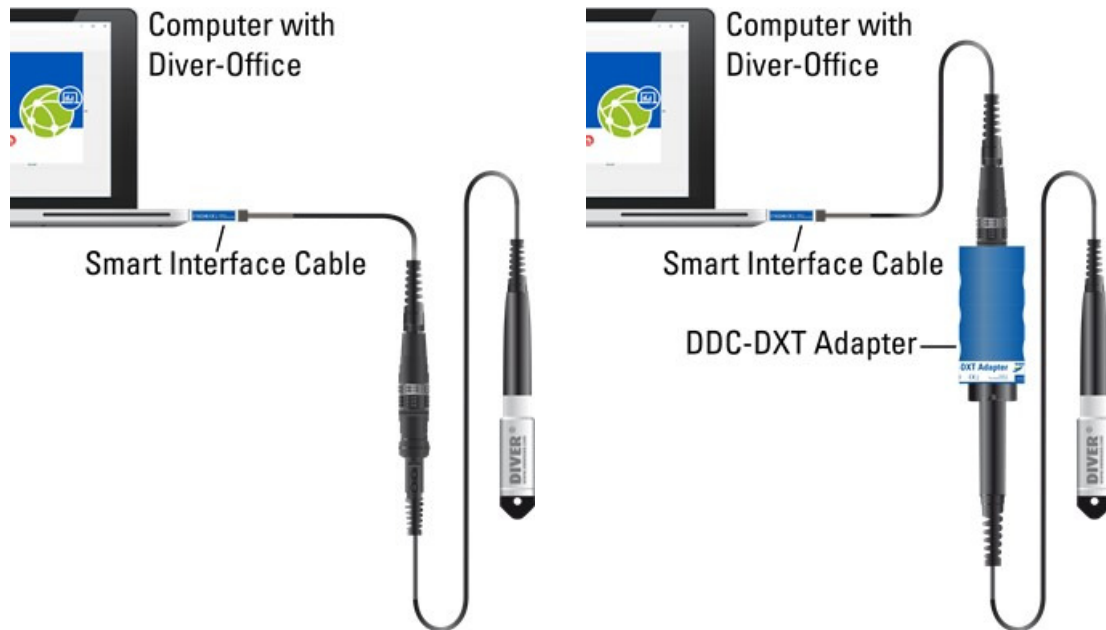 Computer with
Diver-Office
Smart Interface Cable
DIVER®
Computer with
Diver-Office
Smart Interface Cable
DDC-DXT Adapter
-DXT Adapter
DIVER®